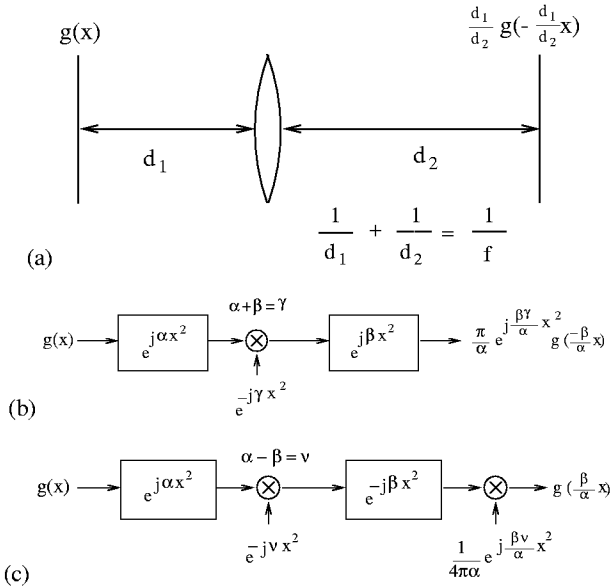 g(x)
d₁/d₂ g(- d₁/d₂ x)
d₁
d₂
1/d₁ + 1/d₂ = 1/f
(a)
α+β=γ
g(x)
e^{jαx²}
⊗
e^{jβx²}
π/α e^{j βγ/α x²} g(-β/α x)
e^{-jγx²}
(b)
α − β = ν
g(x)
e^{jαx²}
⊗
e^{-jβx²}
⊗
g(β/α x)
e^{-jνx²}
1/4πα e^{j βν/α x²}
(c)